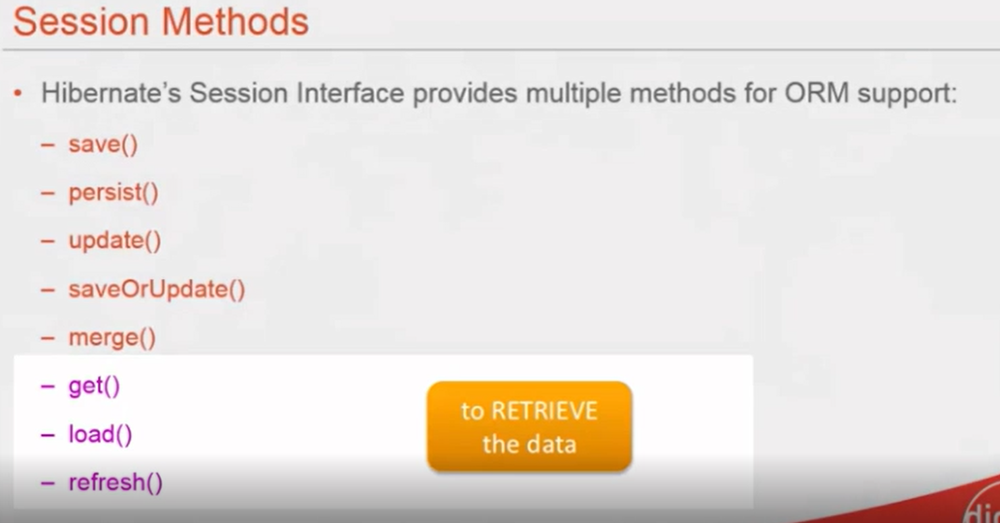 Session Methods
• Hibernate's Session Interface provides multiple methods for ORM support:
– save()
– persist()
– update()
– saveOrUpdate()
– merge()
– get()
– load()
– refresh()
to RETRIEVE
the data